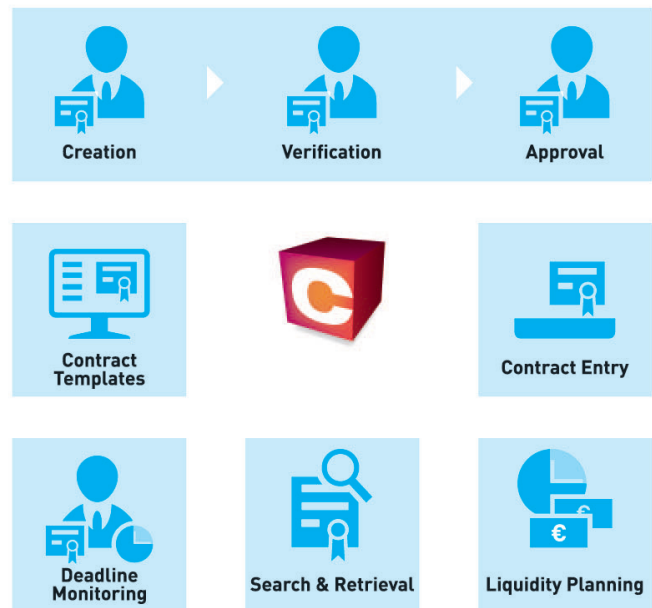 Creation
Verification
Approval
Contract
Templates
C
Contract Entry
Deadline
Monitoring
Search & Retrieval
€
€
Liquidity Planning